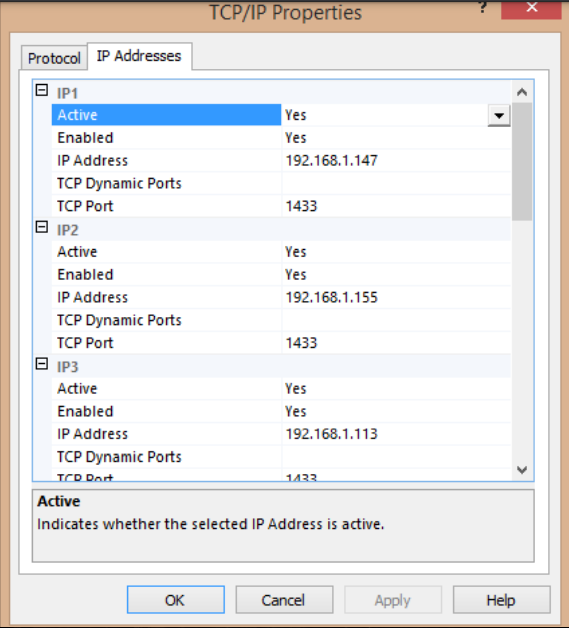 TCP/IP Properties ?
Protocol IP Addresses
IP1
Active Yes
Enabled Yes
IP Address 192.168.1.147
TCP Dynamic Ports
TCP Port 1433
IP2
Active Yes
Enabled Yes
IP Address 192.168.1.155
TCP Dynamic Ports
TCP Port 1433
IP3
Active Yes
Enabled Yes
IP Address 192.168.1.113
TCP Dynamic Ports
TCP Port 1433
Active
Indicates whether the selected IP Address is active.
OK Cancel Apply Help